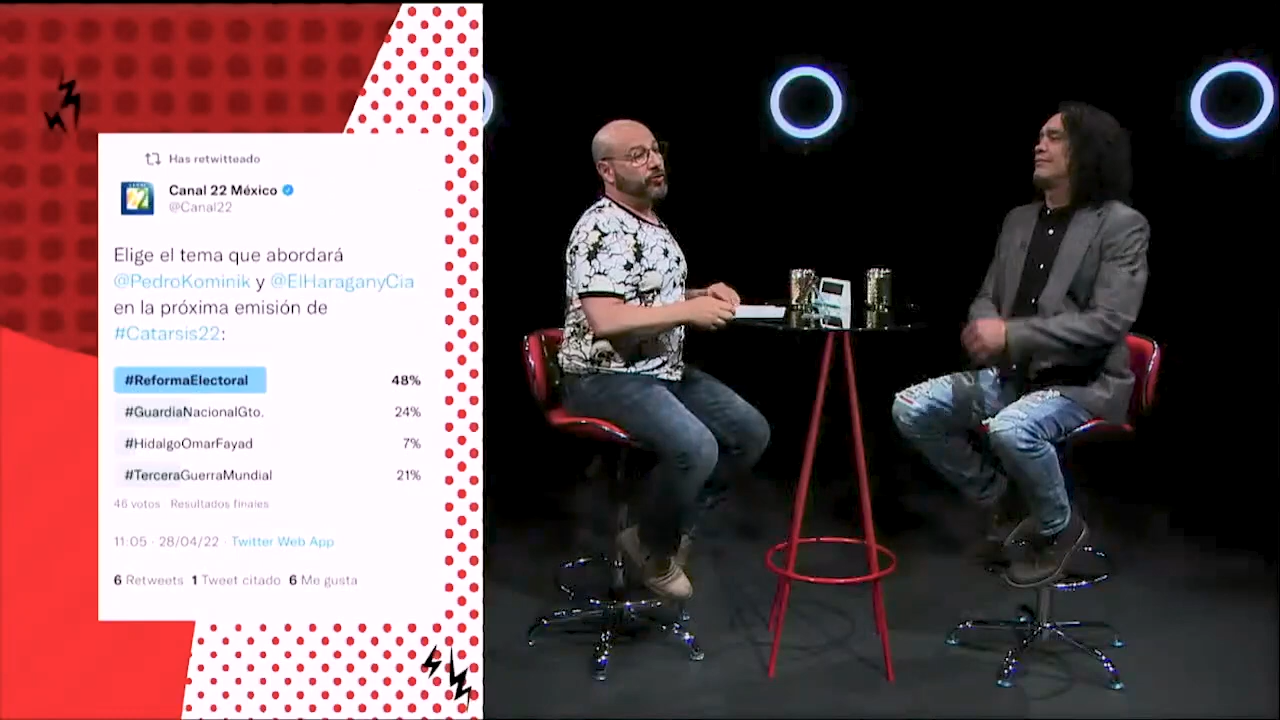 Has retwitteado
Canal 22 México
@Canal22
Elige el tema que abordará
@PedroKominik y @ElHaraganyCia
en la próxima emisión de
#Catarsis22:
#ReformaElectoral 48%
#GuardiaNacionalGto. 24%
#HidalgoOmarFayad 7%
#TerceraGuerraMundial 21%
46 votos · Resultados finales
11:05 · 28/04/22 · Twitter Web App
6 Retweets 1 Tweet citado 6 Me gusta